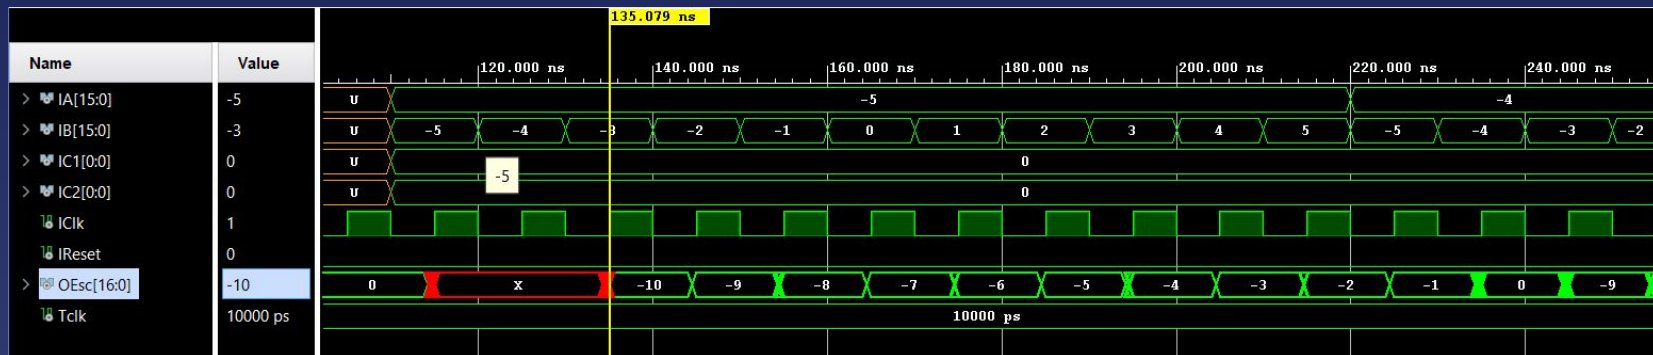 135.079 ns
Name Value
120.000 ns 140.000 ns 160.000 ns 180.000 ns 200.000 ns 220.000 ns 240.000 ns
IA[15:0] -5 U -5 -4
IB[15:0] -3 U -5 -4 -3 -2 -1 0 1 2 3 4 5 -5 -4 -3 -2
IC1[0:0] 0 U 0
-5
IC2[0:0] 0 U 0
IClk 1
IReset 0
OEsc[16:0] -10 0 X -10 -9 -8 -7 -6 -5 -4 -3 -2 -1 0 -9
Tclk 10000 ps 10000 ps